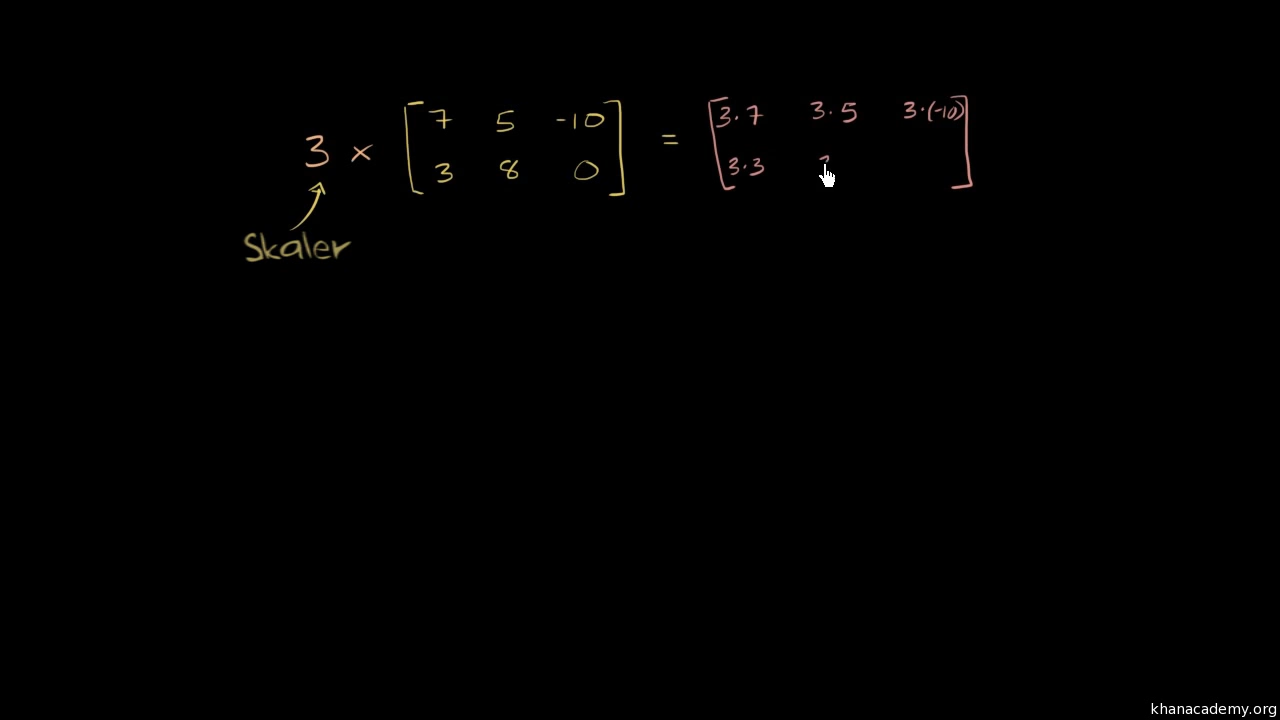 3 × [ 7 5 -10 ] = [ 3·7 3·5 3·(-10) ]
[ 3 8 0 ] [ 3·3 ]
Skaler
khanacademy.org